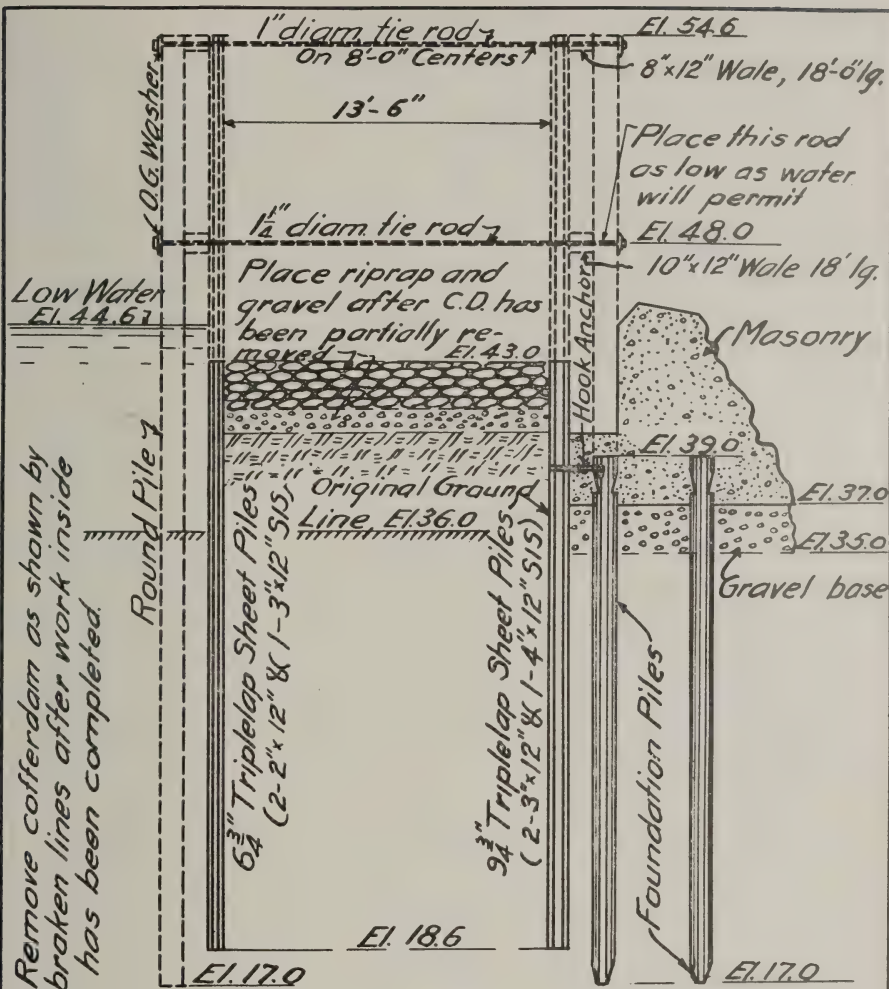 1" diam. tie rod
On 8'-0" Centers
El. 54.6
8"x12" Wale, 18'-6" lg.
13'-6"
O.G. Washer
Place this rod
as low as water
will permit
1 1/4" diam. tie rod
El. 48.0
10"x12" Wale 18' lg.
Low Water
El. 44.6
Place riprap and
gravel after C.D. has
been partially re-
moved
El. 43.0
Hook Anchor
Masonry
El. 39.0
El. 37.0
El. 35.0
Gravel base
Original Ground
Line, El. 36.0
Round Pile
6 3/4" Triplelap Sheet Piles
(2-2"x12" & 1-3"x12" S1S)
9 3/4" Triplelap Sheet Piles
(2-3"x12" & 1-4"x12" S1S)
Foundation Piles
Remove cofferdam as shown by
broken lines after work inside
has been completed.
El. 18.6
El. 17.0
El. 17.0